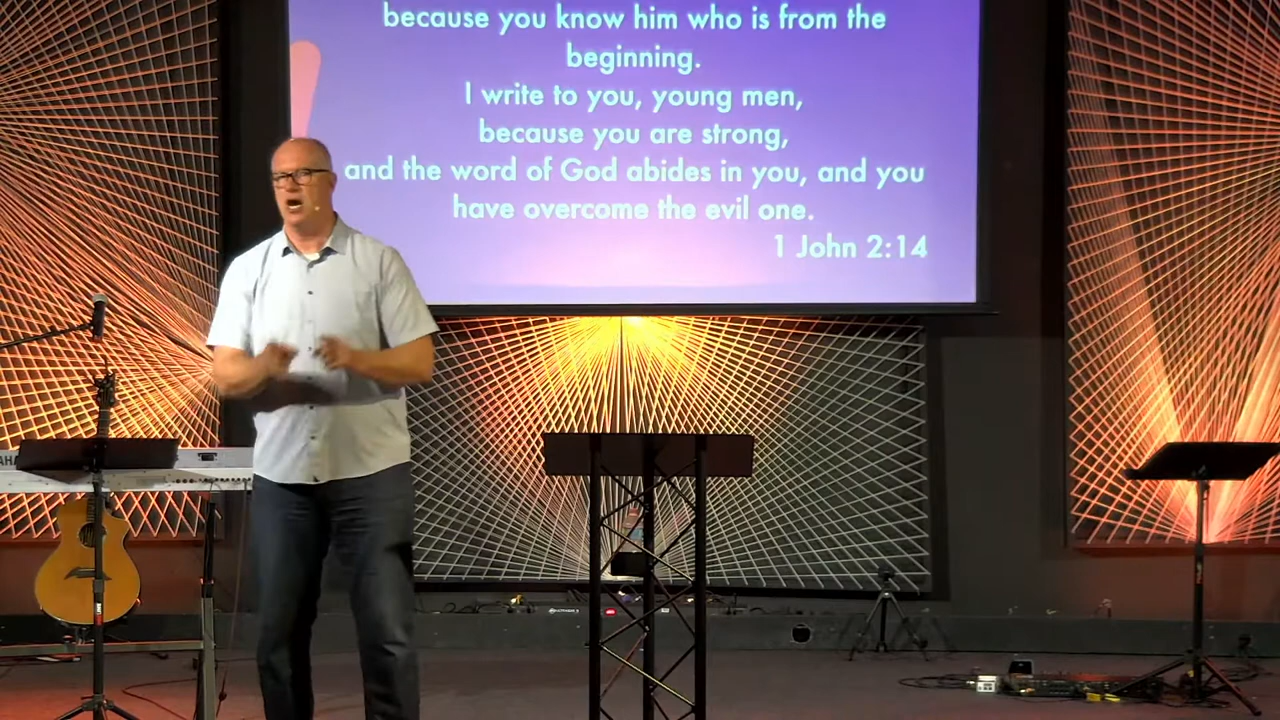 because you know him who is from the
beginning.
I write to you, young men,
because you are strong,
and the word of God abides in you, and you
have overcome the evil one.
1 John 2:14